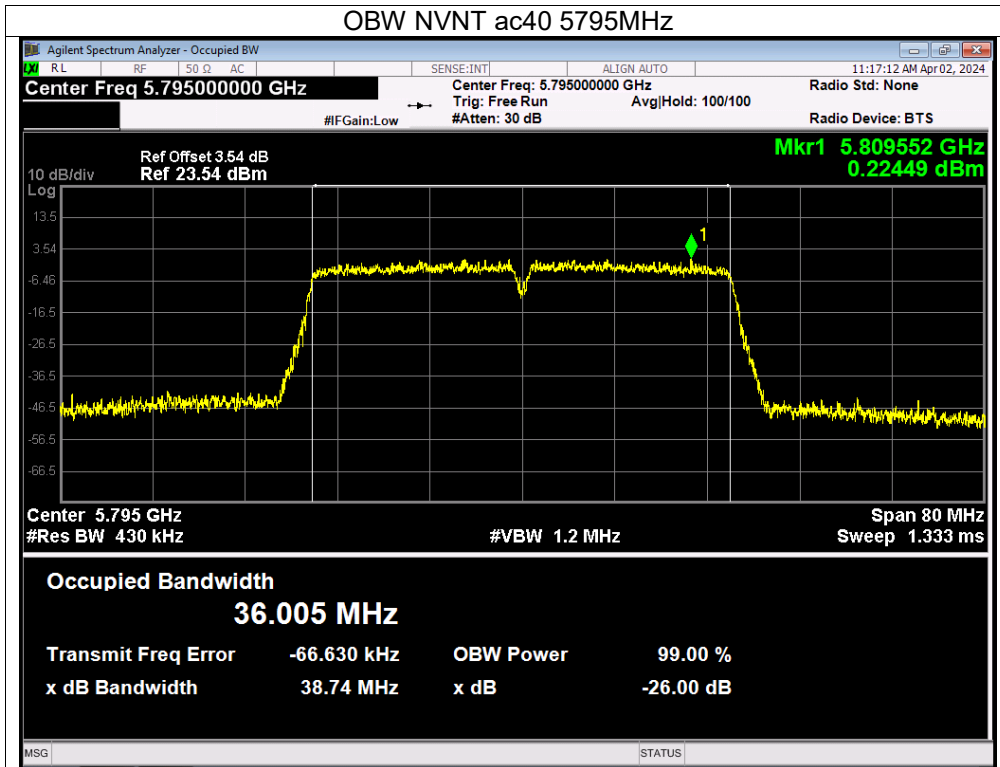 OBW NVNT ac40 5795MHz
Agilent Spectrum Analyzer - Occupied BW
LXI RL RF 50 Ω AC SENSE:INT ALIGN AUTO 11:17:12 AM Apr 02, 2024
Center Freq 5.795000000 GHz Center Freq: 5.795000000 GHz Radio Std: None
Trig: Free Run Avg|Hold: 100/100
#IFGain:Low #Atten: 30 dB Radio Device: BTS
Mkr1 5.809552 GHz
0.22449 dBm
Ref Offset 3.54 dB
10 dB/div Ref 23.54 dBm
Log
13.5
1
3.54
-6.46
-16.5
-26.5
-36.5
-46.5
-56.5
-66.5
Center 5.795 GHz Span 80 MHz
#Res BW 430 kHz #VBW 1.2 MHz Sweep 1.333 ms
Occupied Bandwidth
36.005 MHz
Transmit Freq Error -66.630 kHz OBW Power 99.00 %
x dB Bandwidth 38.74 MHz x dB -26.00 dB
MSG STATUS